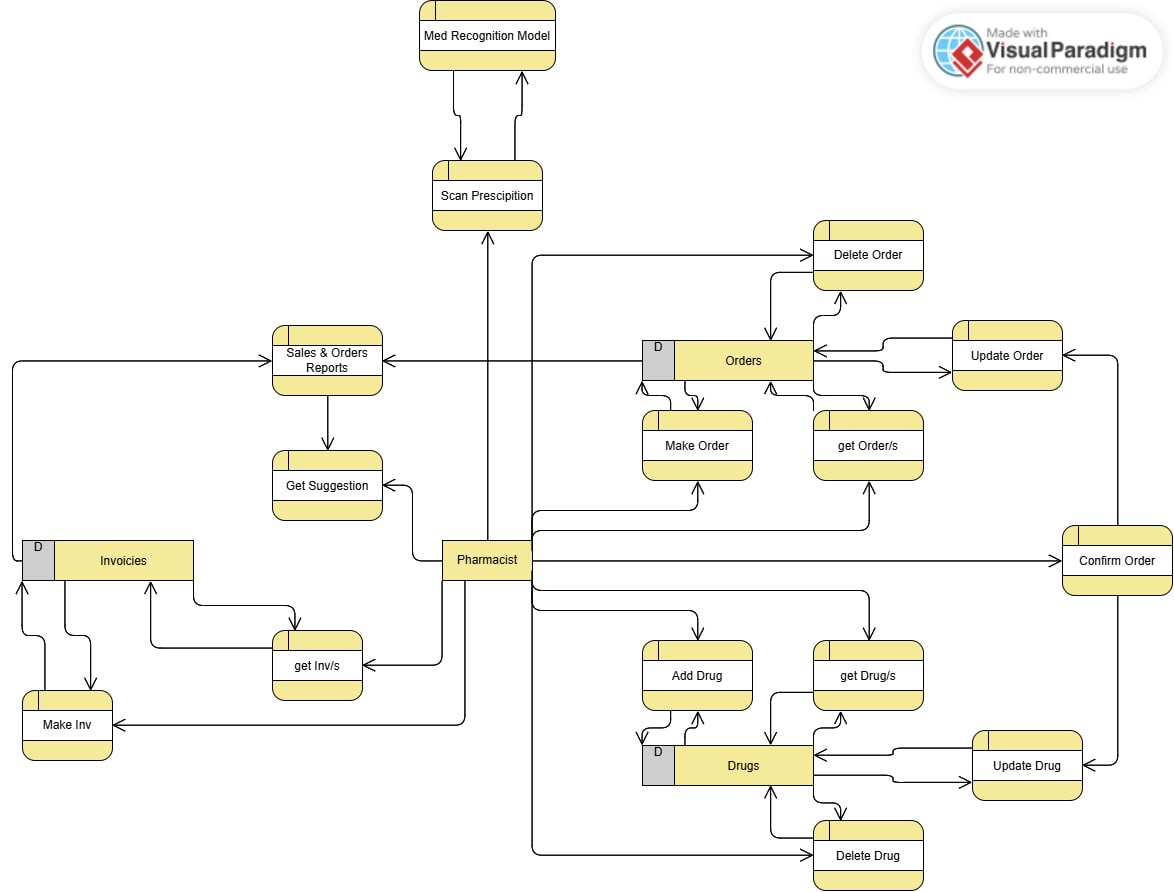 Med Recognition Model
Made with
VisualParadigm
For non-commercial use
Scan Prescipition
Delete Order
Sales & Orders
Reports
D
Orders
Update Order
Make Order
get Order/s
Get Suggestion
D
Invoicies
Pharmacist
Confirm Order
get Inv/s
Add Drug
get Drug/s
Make Inv
D
Drugs
Update Drug
Delete Drug